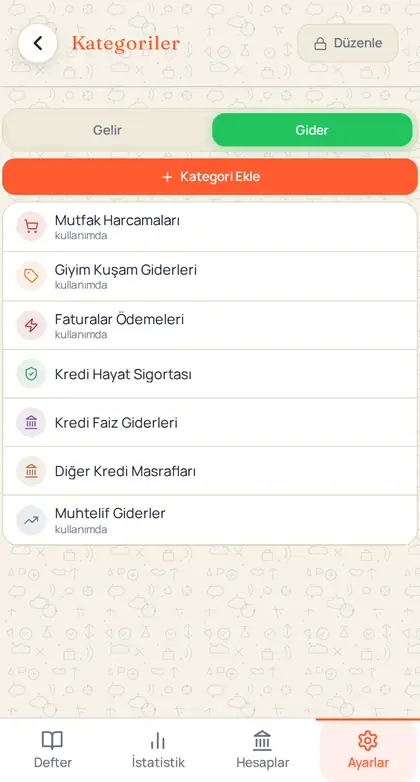 Kategoriler
Düzenle
Gelir
Gider
+ Kategori Ekle
Mutfak Harcamaları
kullanımda
Giyim Kuşam Giderleri
kullanımda
Faturalar Ödemeleri
kullanımda
Kredi Hayat Sigortası
Kredi Faiz Giderleri
Diğer Kredi Masrafları
Muhtelif Giderler
kullanımda
Defter
İstatistik
Hesaplar
Ayarlar